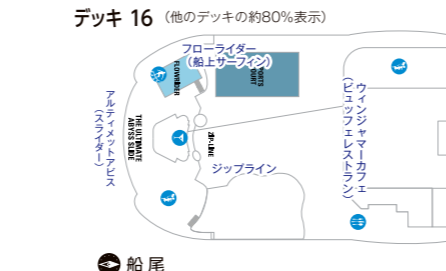 デッキ 16 (他のデッキの約80%表示)
フローライダー
(船上サーフィン)
FLOWRIDER
SPORTS
COURT
アルティメットアビス
(スライダー)
THE ULTIMATE
ABYSS SLIDE
ZIP-LINE
ジップライン
ウィンジャマーカフェ
(ビュッフェレストラン)
船尾